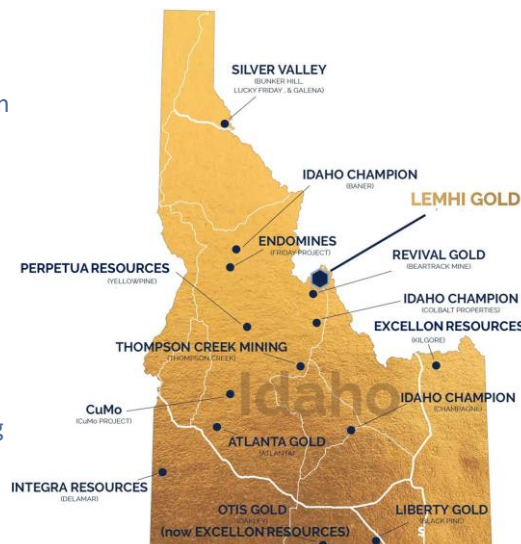 SILVER VALLEY
(BUNKER HILL,
LUCKY FRIDAY, & GALENA)
IDAHO CHAMPION
(BANER)
LEMHI GOLD
ENDOMINES
(FRIDAY PROJECT)
REVIVAL GOLD
(BEARTRACK MINE)
PERPETUA RESOURCES
(YELLOWPINE)
IDAHO CHAMPION
(COLBALT PROPERTIES)
EXCELLON RESOURCES
(KILGORE)
THOMPSON CREEK MINING
(THOMPSON CREEK)
Idaho
CuMo
(CuMo PROJECT)
IDAHO CHAMPION
(CHAMPAGNE)
ATLANTA GOLD
(ATLANTA)
INTEGRA RESOURCES
(DELAMAR)
OTIS GOLD
(OAKLEY)
(now EXCELLON RESOURCES)
LIBERTY GOLD
(BLACK PINE)